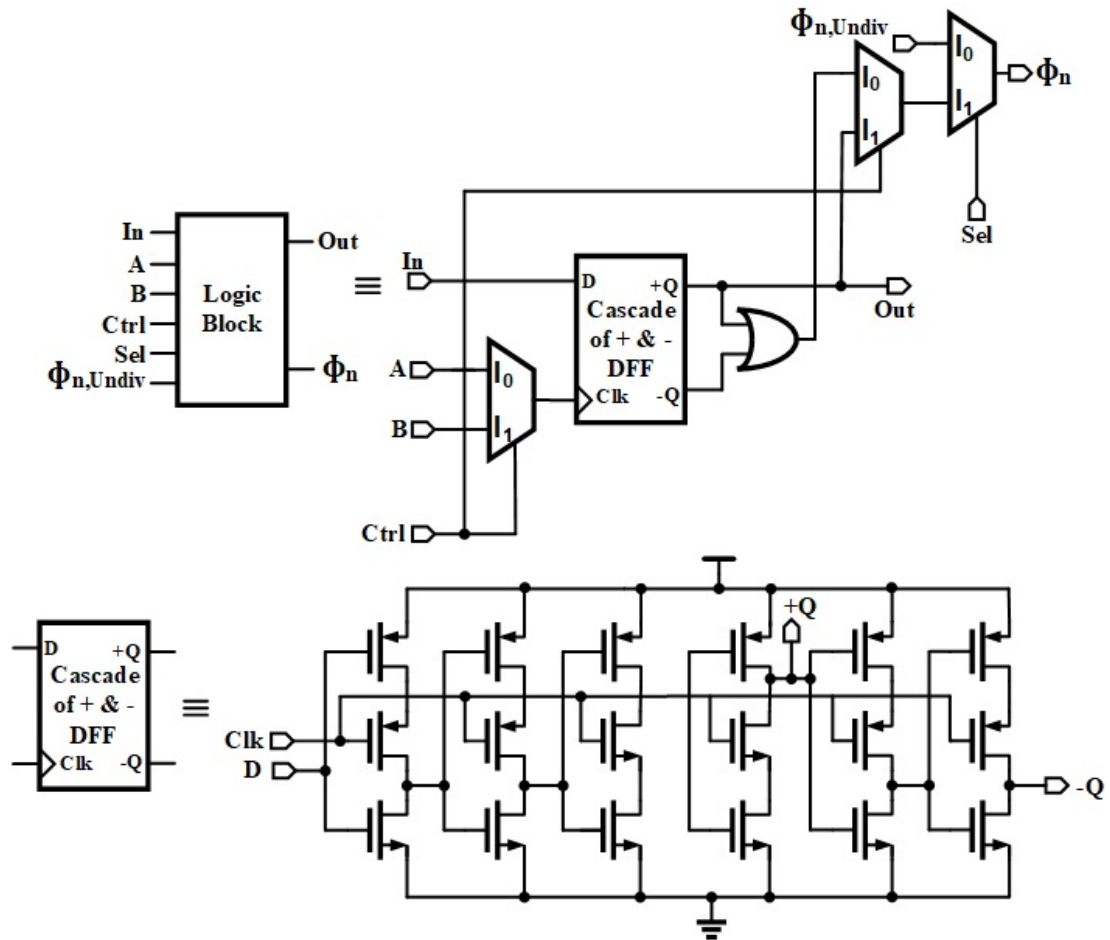 Φn,Undiv
I0
I1
Φn
Sel
I0
I1
In
A
B
Ctrl
Sel
Φn,Undiv
Logic
Block
Out
Φn
≡
In
A
B
Ctrl
I0
I1
D
+Q
Cascade
of + & -
DFF
Clk
-Q
Out
D
+Q
Cascade
of + & -
DFF
Clk
-Q
≡
Clk
D
+Q
-Q